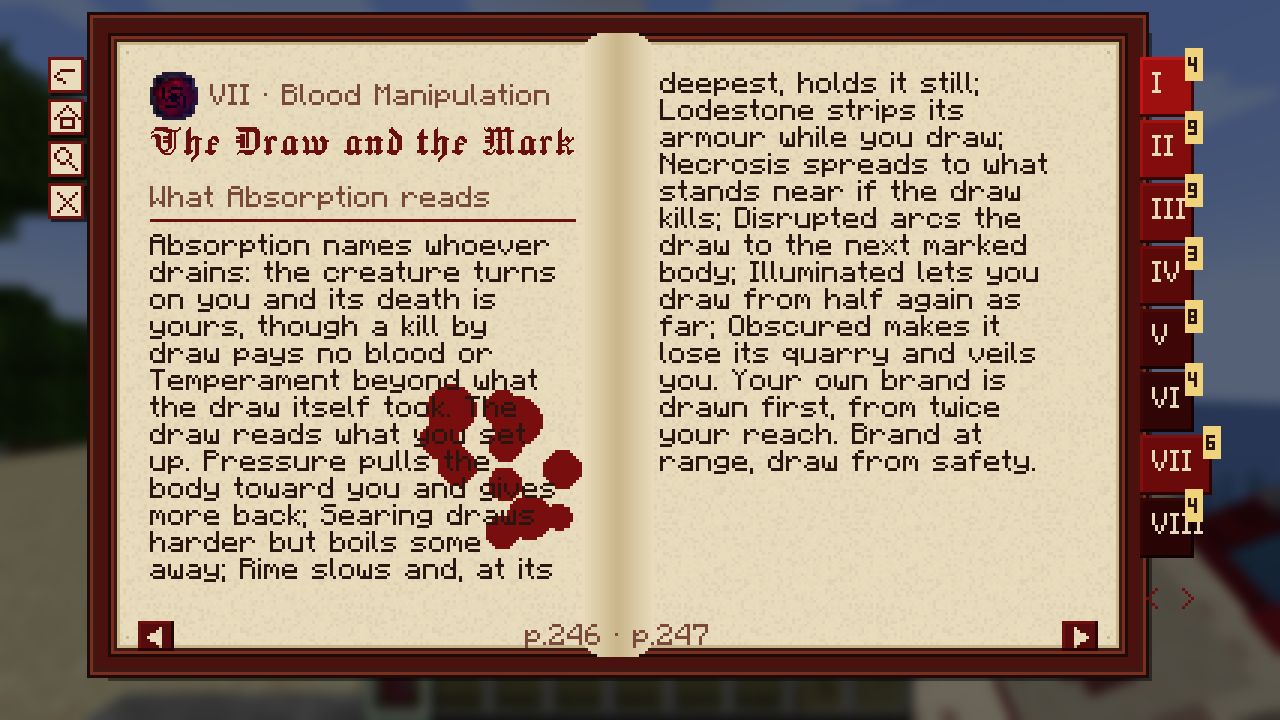 VII · Blood Manipulation
The Draw and the Mark
What Absorption reads
Absorption names whoever
drains: the creature turns
on you and its death is
yours, though a kill by
draw pays no blood or
Temperament beyond what
the draw itself took. The
draw reads what you set
up. Pressure pulls the
body toward you and gives
more back; Searing draws
harder but boils some
away; Rime slows and, at its
deepest, holds it still;
Lodestone strips its
armour while you draw;
Necrosis spreads to what
stands near if the draw
kills; Disrupted arcs the
draw to the next marked
body; Illuminated lets you
draw from half again as
far; Obscured makes it
lose its quarry and veils
you. Your own brand is
drawn first, from twice
your reach. Brand at
range, draw from safety.
p.246 · p.247
I 4
II 9
III 9
IV 3
V 8
VI 4
VII 6
VIII 4